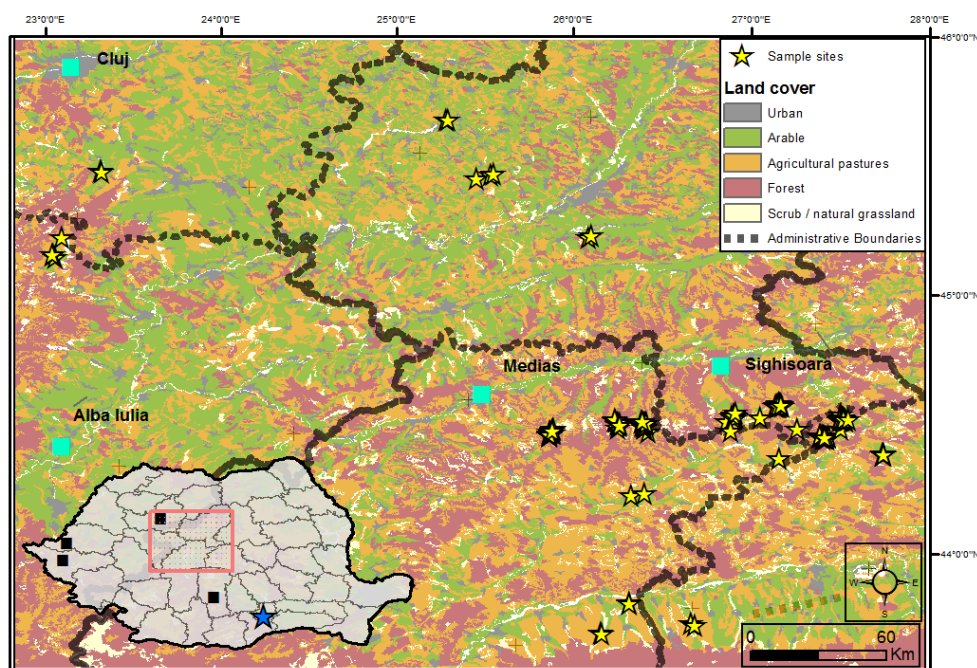 23°0'0"E 24°0'0"E 25°0'0"E 26°0'0"E 27°0'0"E 28°0'0"E
46°0'0"N
Cluj
Sample sites
Land cover
Urban
Arable
Agricultural pastures
Forest
Scrub / natural grassland
Administrative Boundaries
45°0'0"N
Medias
Sighisoara
Alba Iulia
44°0'0"N
N
W E
S
0 60
Km